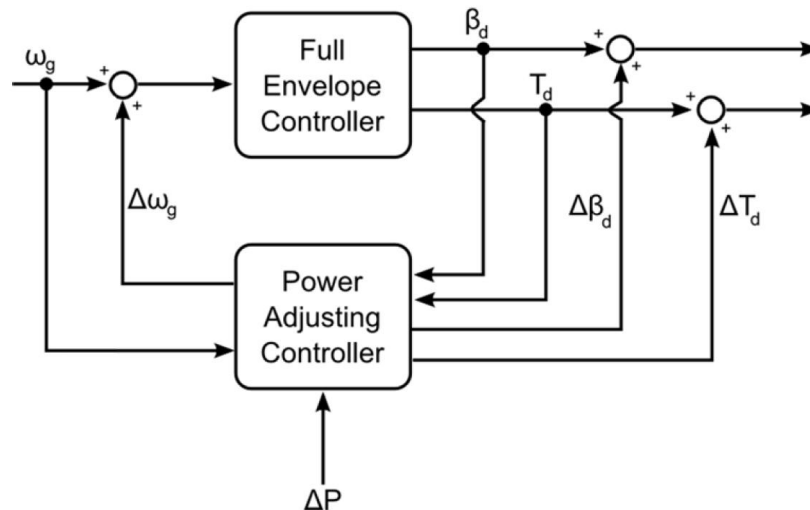 ω_g
+
+
Full
Envelope
Controller
β_d
+
+
T_d
+
+
Δω_g
Δβ_d
ΔT_d
Power
Adjusting
Controller
ΔP